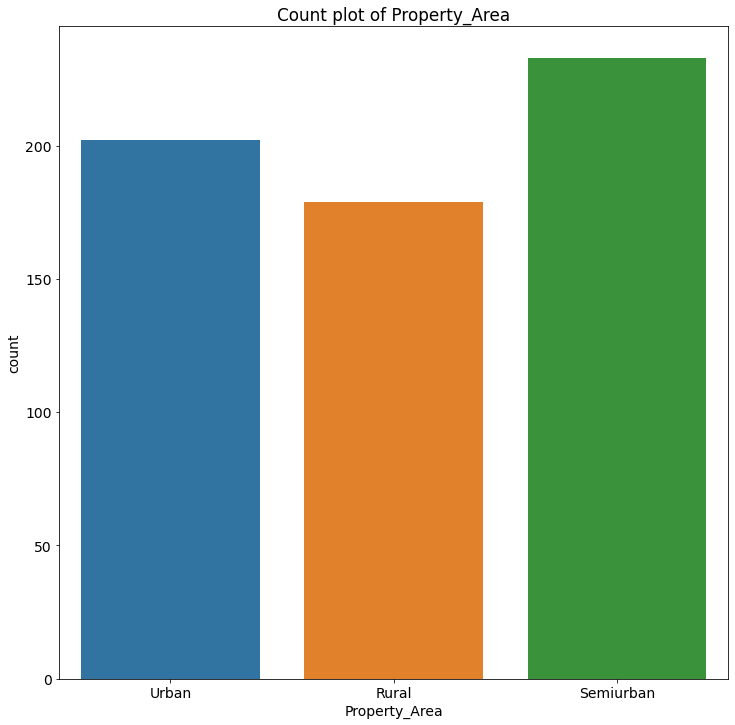 Count plot of Property_Area
count
200
150
100
50
0
Urban
Rural
Semiurban
Property_Area